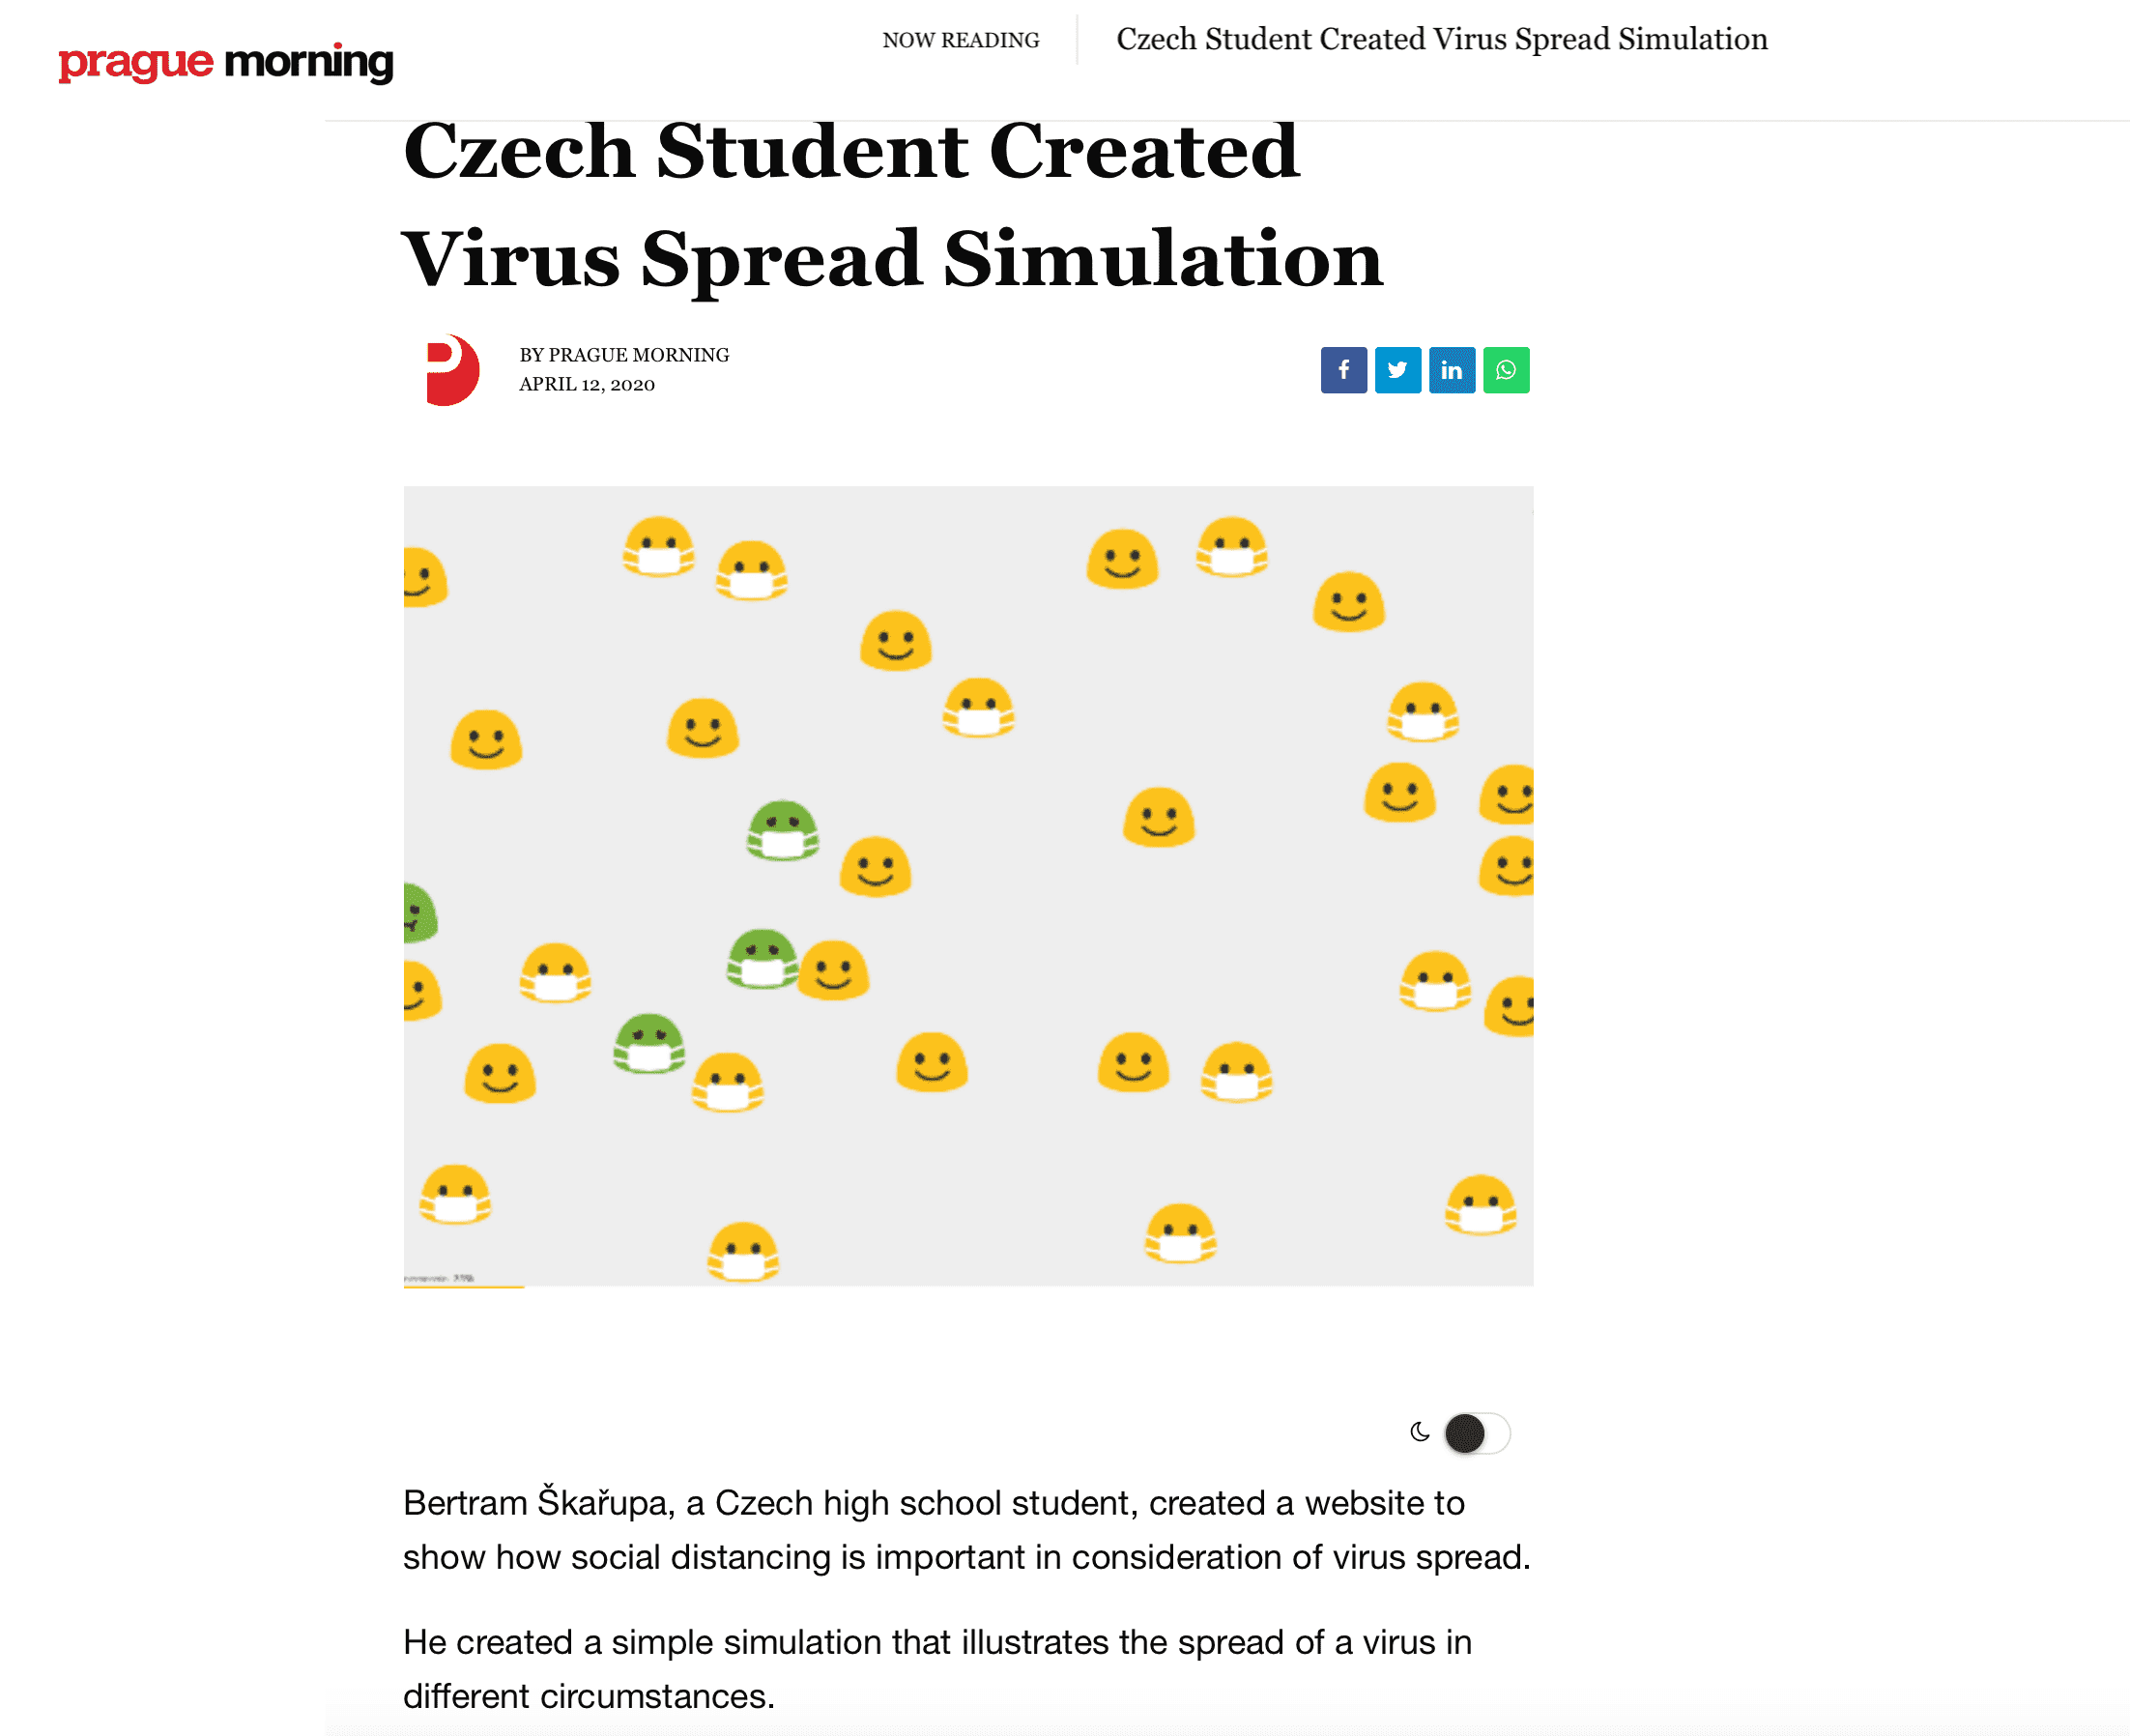 prague morning
NOW READING
Czech Student Created Virus Spread Simulation
Czech Student Created
Virus Spread Simulation
BY PRAGUE MORNING
APRIL 12, 2020
Bertram Škařupa, a Czech high school student, created a website to
show how social distancing is important in consideration of virus spread.
He created a simple simulation that illustrates the spread of a virus in
different circumstances.